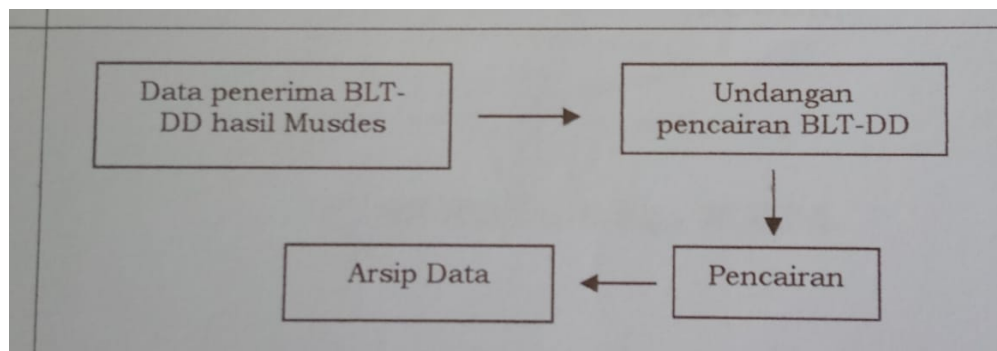 Data penerima BLT-
DD hasil Musdes
Undangan
pencairan BLT-DD
Pencairan
Arsip Data